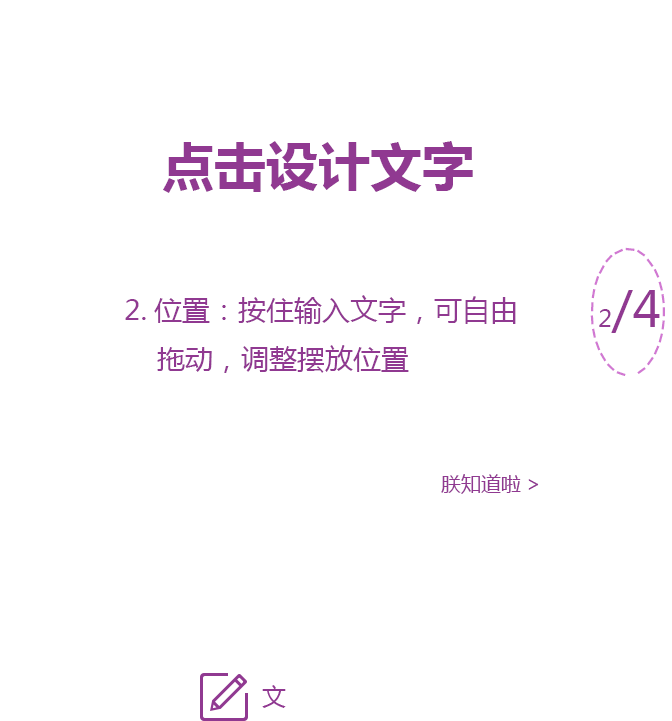 点击设计文字
2. 位置：按住输入文字，可自由
拖动，调整摆放位置
2/4
朕知道啦 >
文